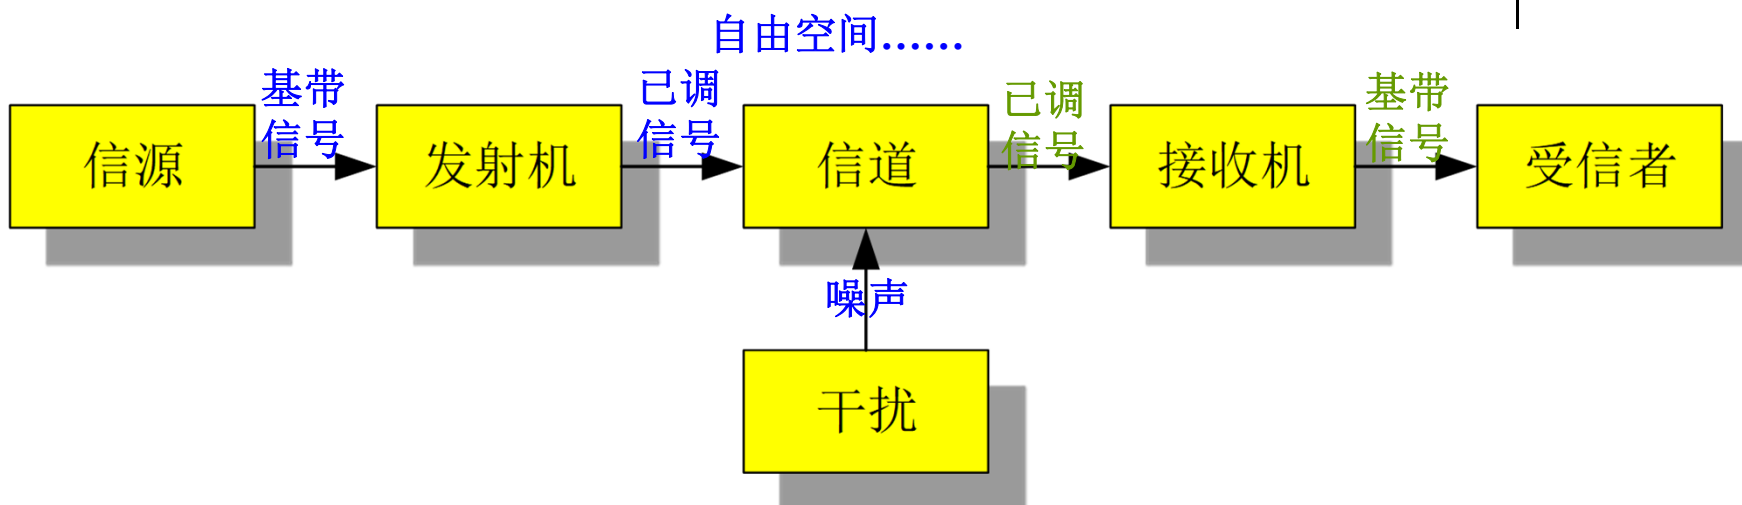 自由空间......
基带
信号
已调
信号
已调
信号
基带
信号
信源
发射机
信道
接收机
受信者
噪声
干扰